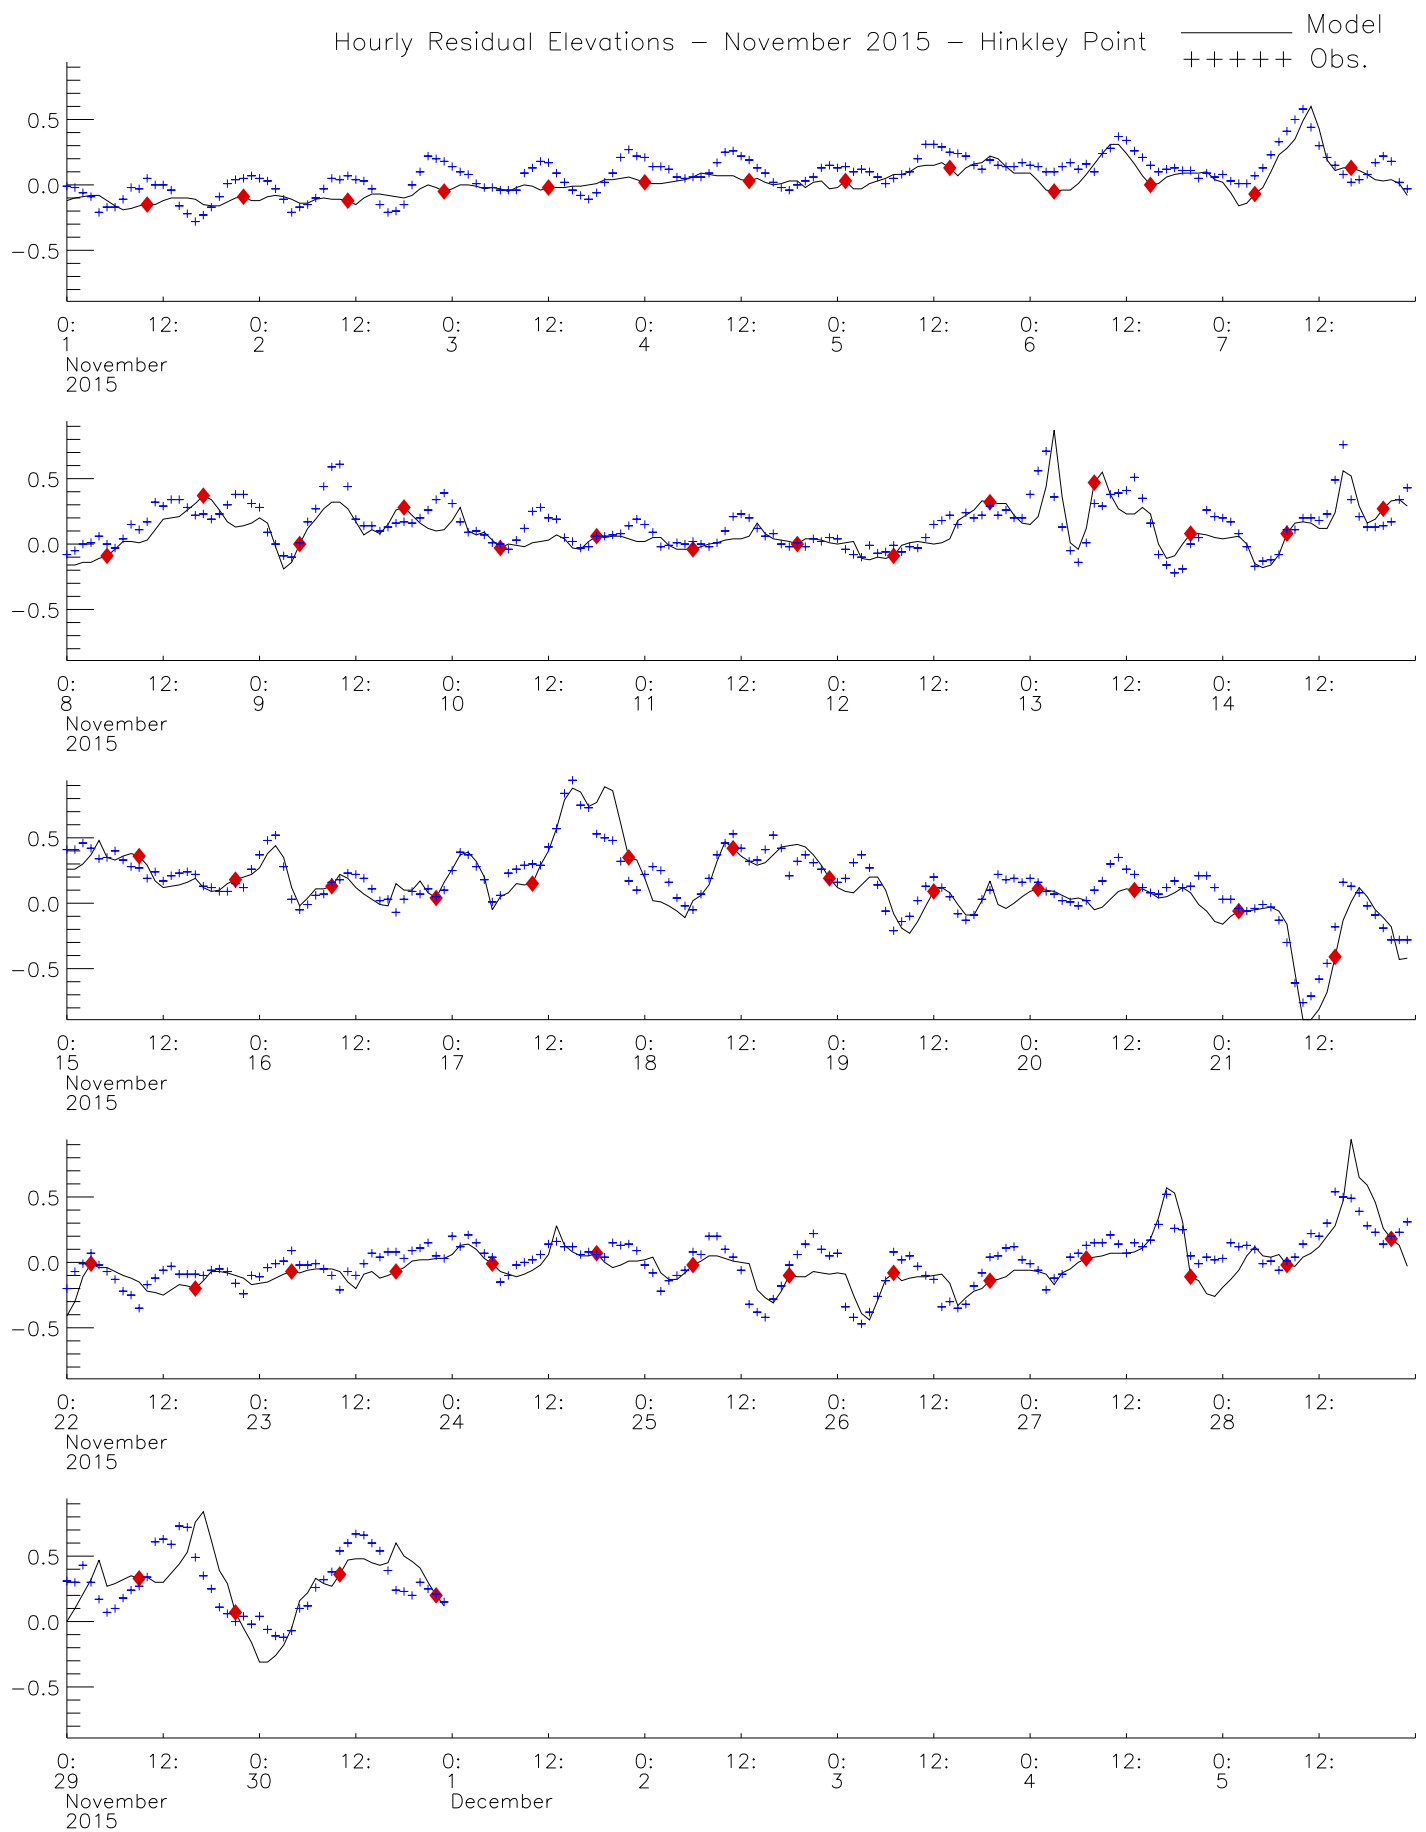 Hourly Residual Elevations – November 2015 – Hinkley Point
Model
+++++ Obs.
0.5
0.0
−0.5
0: 12: 0: 12: 0: 12: 0: 12: 0: 12: 0: 12: 0: 12:
1 2 3 4 5 6 7
November
2015
0.5
0.0
−0.5
0: 12: 0: 12: 0: 12: 0: 12: 0: 12: 0: 12: 0: 12:
8 9 10 11 12 13 14
November
2015
0.5
0.0
−0.5
0: 12: 0: 12: 0: 12: 0: 12: 0: 12: 0: 12: 0: 12:
15 16 17 18 19 20 21
November
2015
0.5
0.0
−0.5
0: 12: 0: 12: 0: 12: 0: 12: 0: 12: 0: 12: 0: 12:
22 23 24 25 26 27 28
November
2015
0.5
0.0
−0.5
0: 12: 0: 12: 0: 12: 0: 12: 0: 12: 0: 12: 0: 12:
29 30 1 2 3 4 5
November December
2015